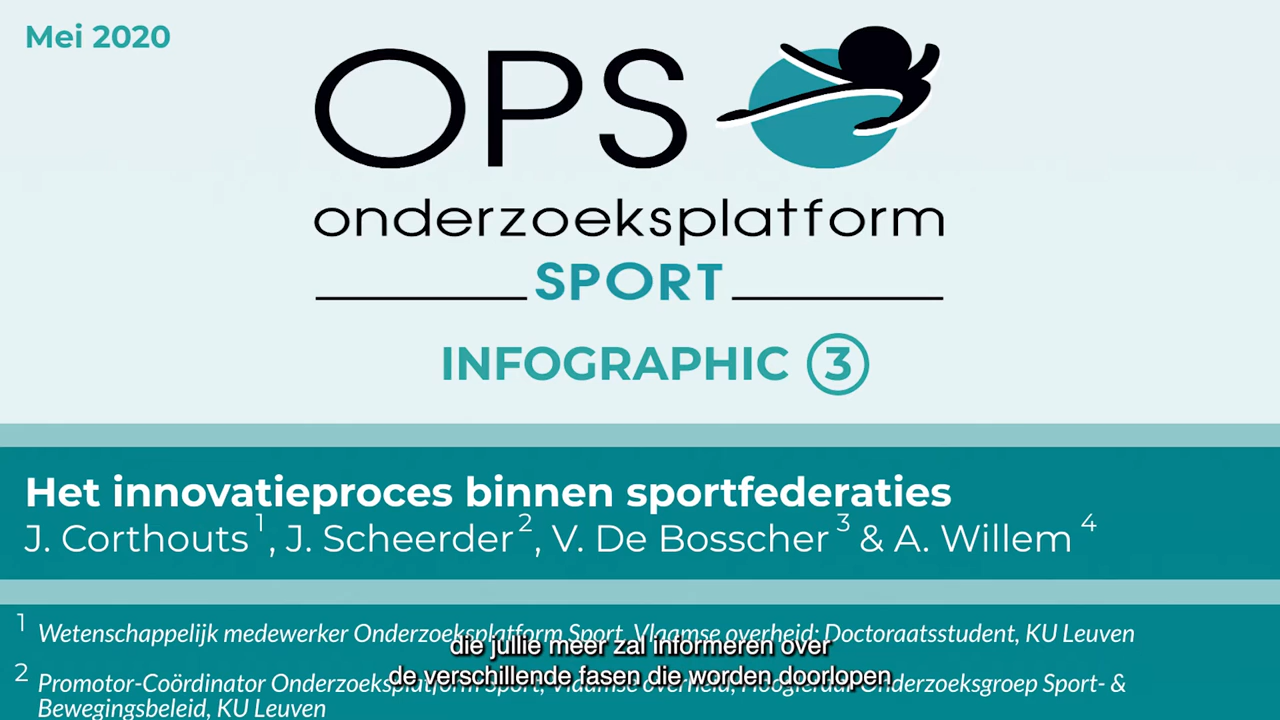 Mei 2020
OPS
onderzoeksplatform
SPORT
INFOGRAPHIC 3
Het innovatieproces binnen sportfederaties
J. Corthouts 1, J. Scheerder 2, V. De Bosscher 3 & A. Willem 4
1 Wetenschappelijk medewerker Onderzoeksplatform Sport, Vlaamse overheid; Doctoraatsstudent, KU Leuven
2 Promotor-Coördinator Onderzoeksplatform Sport, Vlaamse overheid; Hoogleraar Onderzoeksgroep Sport- &
Bewegingsbeleid, KU Leuven
die jullie meer zal informeren over
de verschillende fasen die worden doorlopen